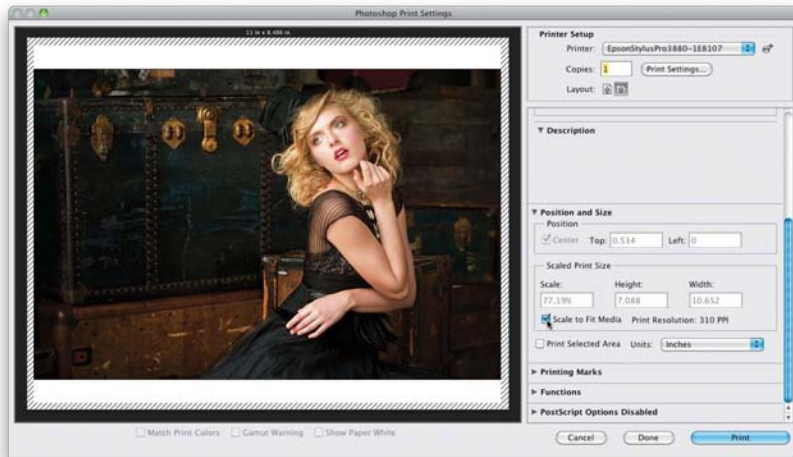 Photoshop Print Settings
11 in x 8.486 in
Printer Setup
Printer: EpsonStylusPro3880-1E8107
Copies: 1 Print Settings...
Layout:
Description
Position and Size
Position
Center Top: 0.534 Left: 0
Scaled Print Size
Scale: Height: Width:
77.19% 7.088 10.652
Scale to Fit Media Print Resolution: 310 PPI
Print Selected Area Units: Inches
Printing Marks
Functions
PostScript Options Disabled
Match Print Colors Gamut Warning Show Paper White
Cancel Done Print